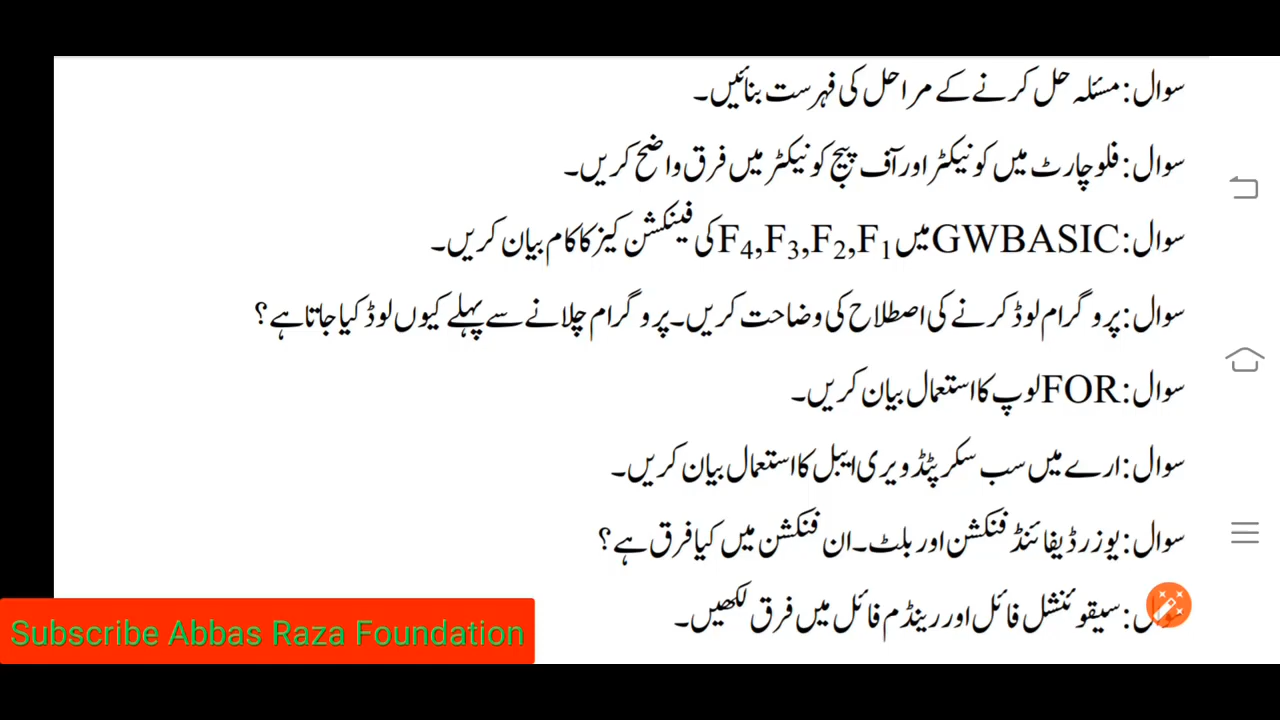 سوال: مسئلہ حل کرنے کے مراحل کی فہرست بنائیں۔
سوال: فلو چارٹ میں کونیکٹر اور آف پیج کونیکٹر میں فرق واضح کریں۔
سوال: GWBASIC میں F1,F2,F3,F4 کی فینکشن کیز کا کام بیان کریں۔
سوال: پروگرام لوڈ کرنے کی اصطلاح کی وضاحت کریں۔ پروگرام چلانے سے پہلے کیوں لوڈ کیا جاتا ہے؟
سوال: FOR لوپ کا استعمال بیان کریں۔
سوال: ارے میں سب سکرپٹڈ ویری ایبل کا استعمال بیان کریں۔
سوال: یوزر ڈیفائنڈ فنکشن اور بلٹ۔ان فنکشن میں کیا فرق ہے؟
سوال: سیقوئنشل فائل اور رینڈم فائل میں فرق لکھیں۔
Subscribe Abbas Raza Foundation